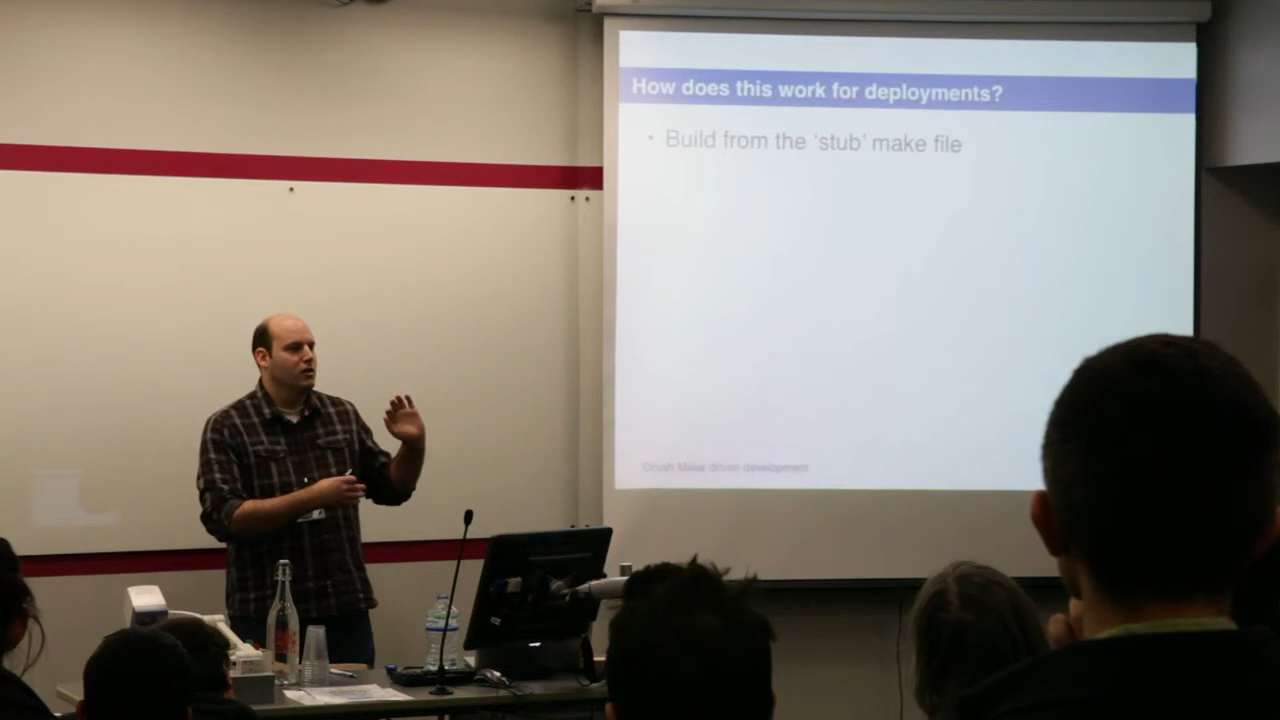 How does this work for deployments?
• Build from the ‘stub’ make file
Drush Make driven development